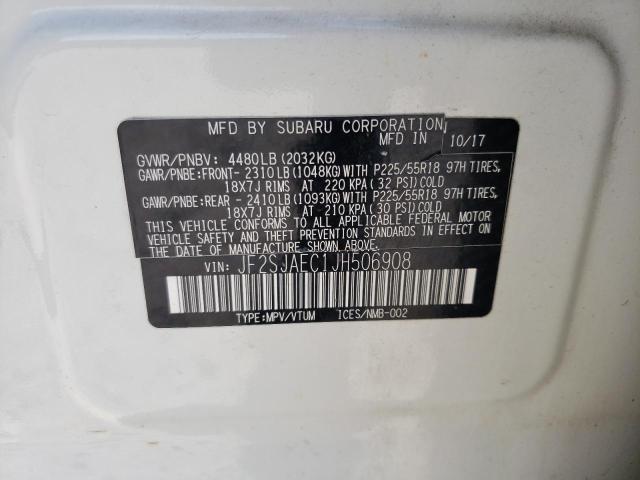 MFD BY SUBARU CORPORATION
MFD IN 10/17
GVWR/PNBV: 4480LB (2032KG)
GAWR/PNBE:FRONT- 2310LB (1048KG) WITH P225/55R18 97H TIRES,
18X7J RIMS AT 220 KPA (32 PSI) COLD
GAWR/PNBE:REAR - 2410LB (1093KG) WITH P225/55R18 97H TIRES,
18X7J RIMS AT 210 KPA (30 PSI) COLD
THIS VEHICLE CONFORMS TO ALL APPLICABLE FEDERAL MOTOR
VEHICLE SAFETY AND THEFT PREVENTION STANDARDS IN EFFECT ON
THE DATE OF MANUFACTURE SHOWN ABOVE.
VIN: JF2SJAEC1JH506908
TYPE:MPV/VTUM ICES/NMB-002